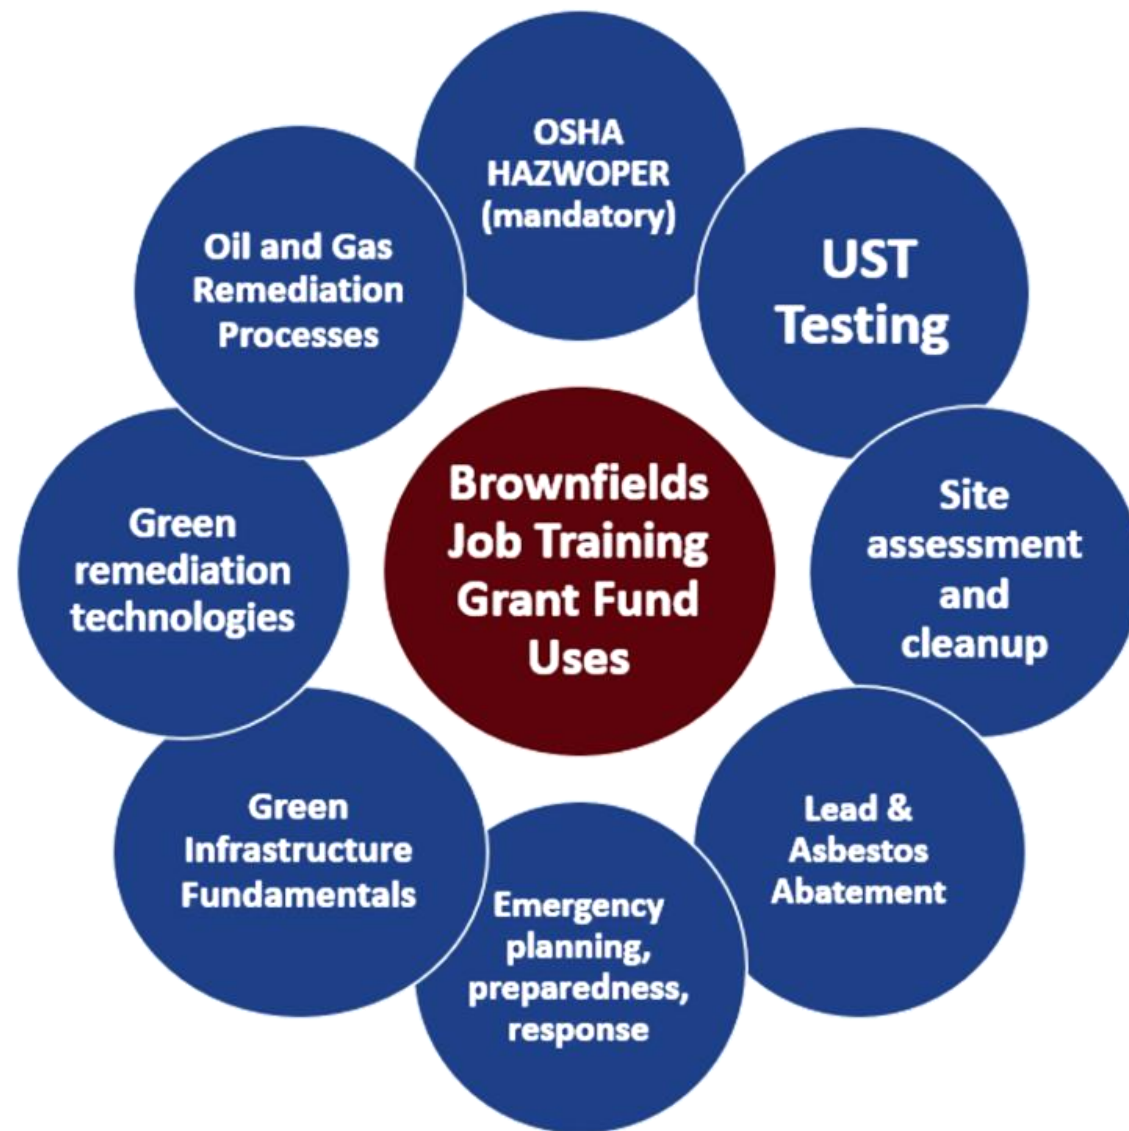 OSHA
HAZWOPER
(mandatory)
UST
Testing
Site
assessment
and
cleanup
Lead &
Asbestos
Abatement
Emergency
planning,
preparedness,
response
Green
Infrastructure
Fundamentals
Green
remediation
technologies
Oil and Gas
Remediation
Processes
Brownfields
Job Training
Grant Fund
Uses